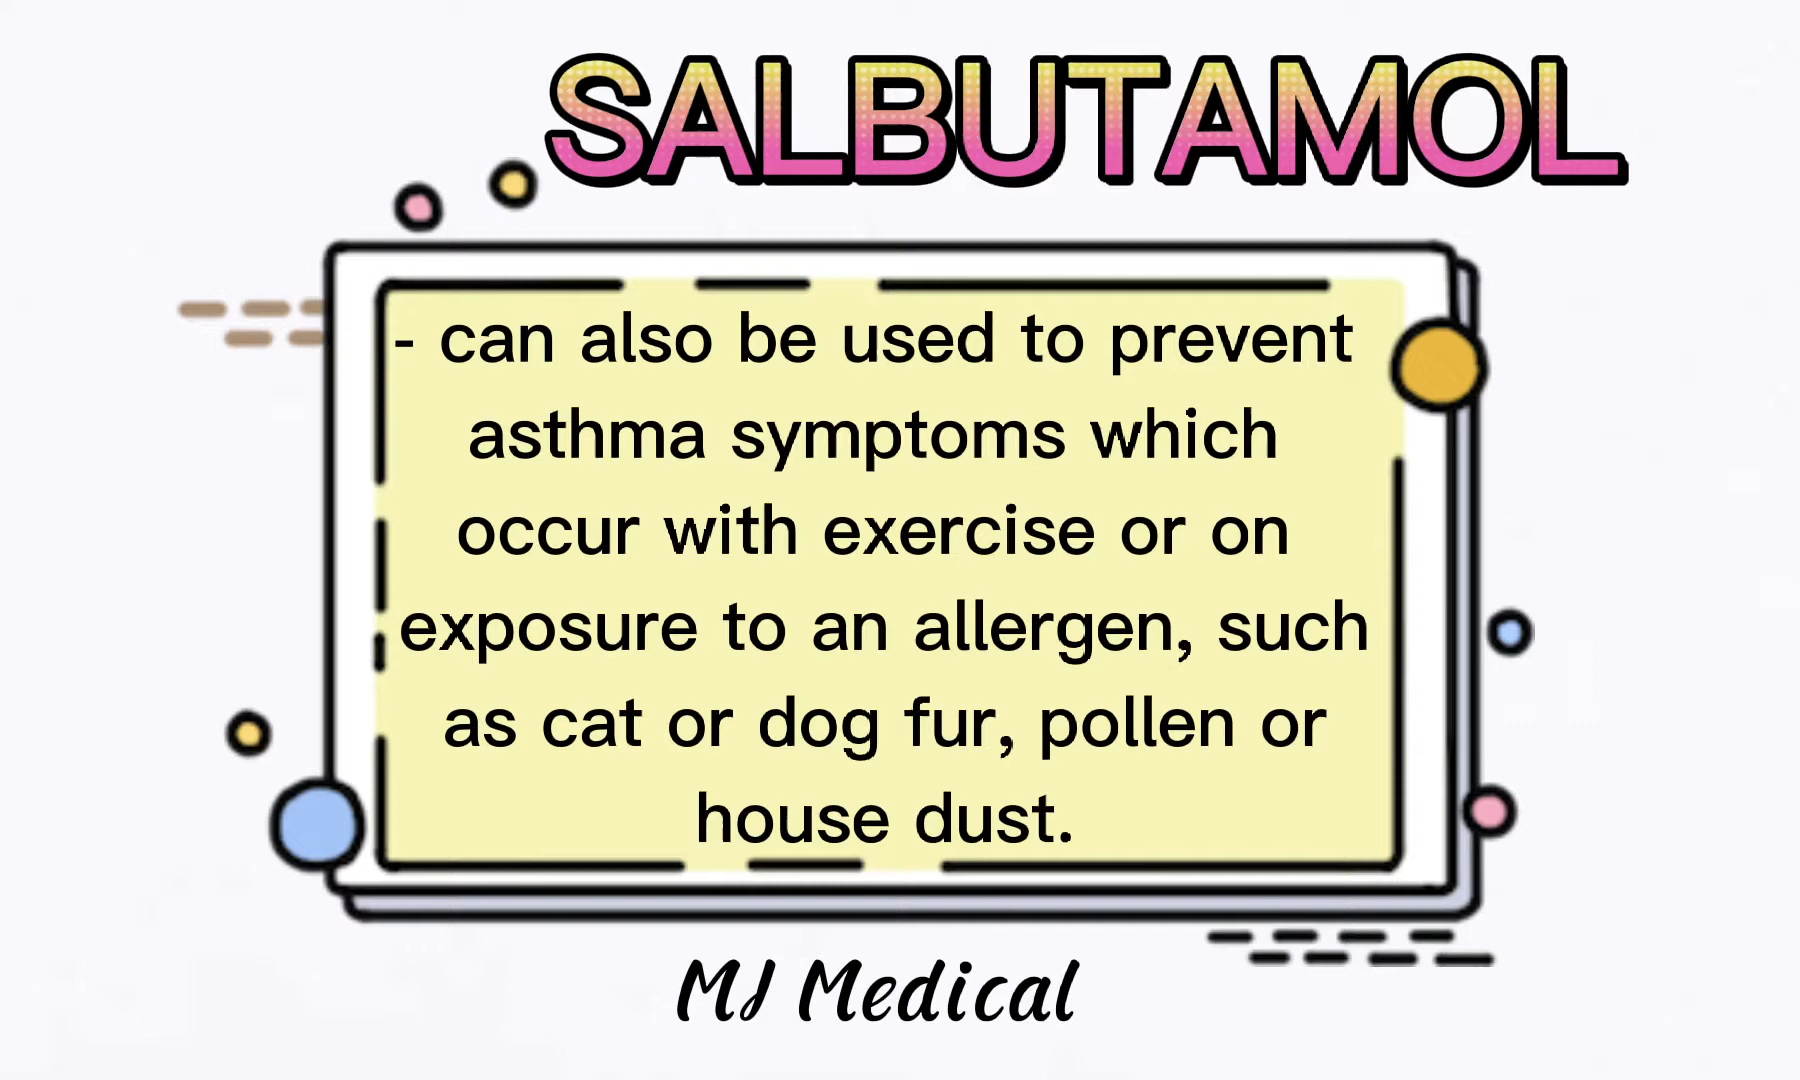 SALBUTAMOL
- can also be used to prevent
asthma symptoms which
occur with exercise or on
exposure to an allergen, such
as cat or dog fur, pollen or
house dust.
MJ Medical